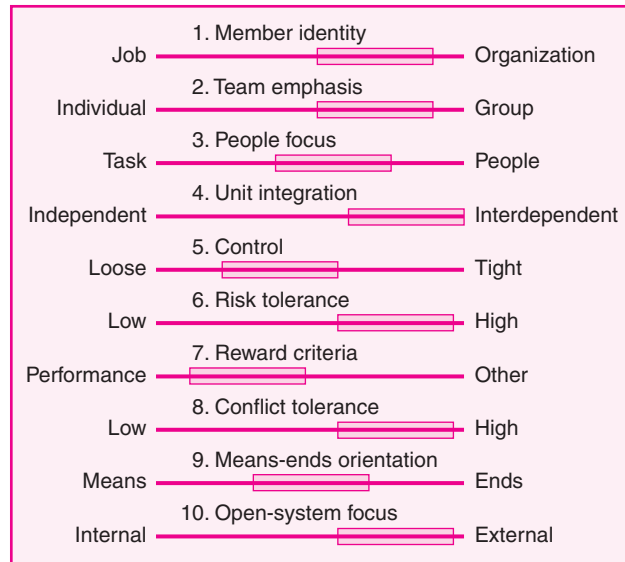 1. Member identity
Job Organization
2. Team emphasis
Individual Group
3. People focus
Task People
4. Unit integration
Independent Interdependent
5. Control
Loose Tight
6. Risk tolerance
Low High
7. Reward criteria
Performance Other
8. Conflict tolerance
Low High
9. Means-ends orientation
Means Ends
10. Open-system focus
Internal External